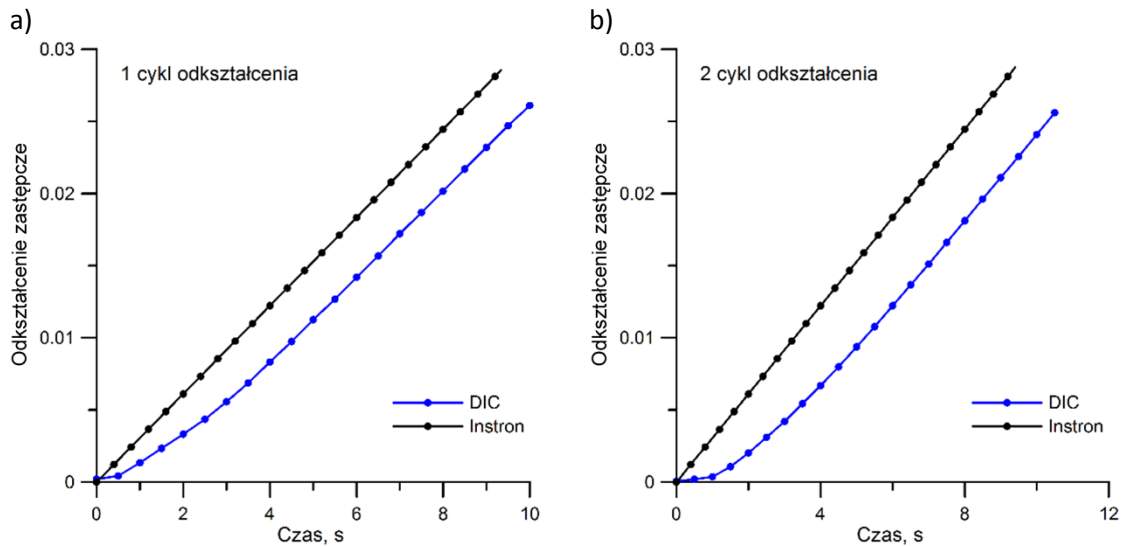 a)
0.03
0.02
0.01
0
Odkształcenie zastępcze
1 cykl odkształcenia
DIC
Instron
0 2 4 6 8 10
Czas, s
b)
0.03
0.02
0.01
0
Odkształcenie zastępcze
2 cykl odkształcenia
DIC
Instron
0 4 8 12
Czas, s